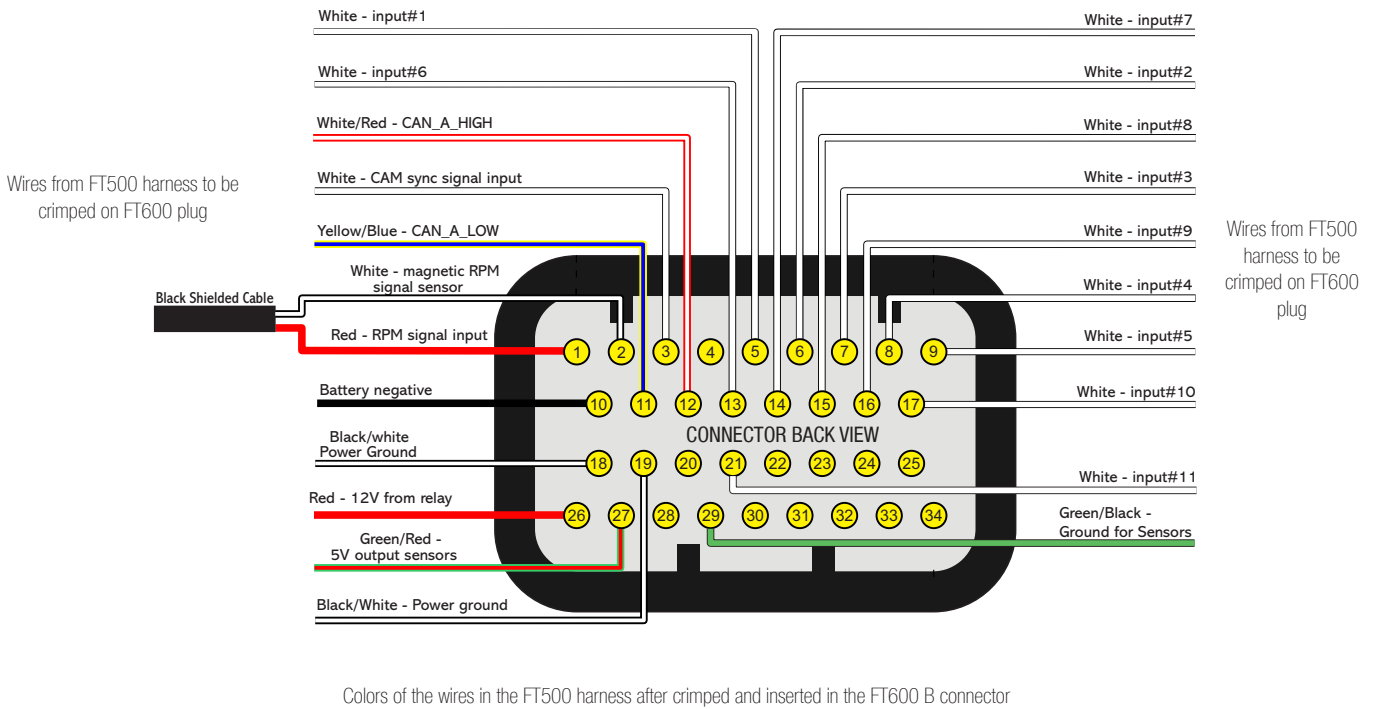 White - input#1
White - input#6
White/Red - CAN_A_HIGH
White - CAM sync signal input
Yellow/Blue - CAN_A_LOW
White - magnetic RPM
signal sensor
Black Shielded Cable
Red - RPM signal input
Battery negative
Black/white
Power Ground
Red - 12V from relay
Green/Red -
5V output sensors
Black/White - Power ground
Wires from FT500 harness to be
crimped on FT600 plug
White - input#7
White - input#2
White - input#8
White - input#3
White - input#9
White - input#4
White - input#5
White - input#10
White - input#11
Green/Black -
Ground for Sensors
Wires from FT500
harness to be
crimped on FT600
plug
1 2 3 4 5 6 7 8 9
10 11 12 13 14 15 16 17
CONNECTOR BACK VIEW
18 19 20 21 22 23 24 25
26 27 28 29 30 31 32 33 34
Colors of the wires in the FT500 harness after crimped and inserted in the FT600 B connector